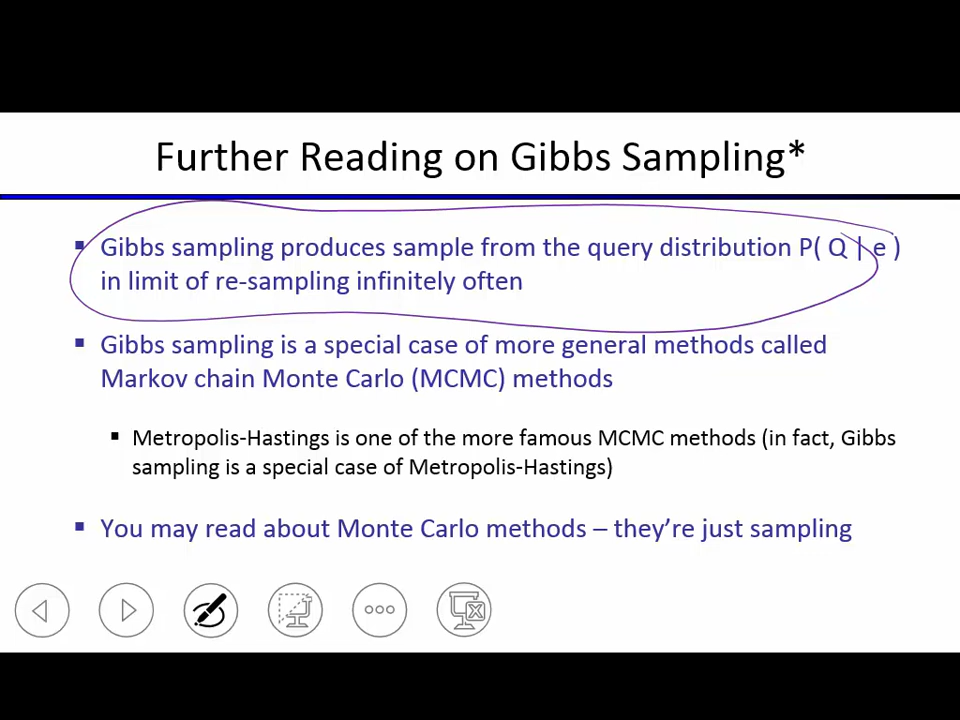 Further Reading on Gibbs Sampling*
▪ Gibbs sampling produces sample from the query distribution P( Q | e )
in limit of re-sampling infinitely often
▪ Gibbs sampling is a special case of more general methods called
Markov chain Monte Carlo (MCMC) methods
▪ Metropolis-Hastings is one of the more famous MCMC methods (in fact, Gibbs
sampling is a special case of Metropolis-Hastings)
▪ You may read about Monte Carlo methods – they’re just sampling